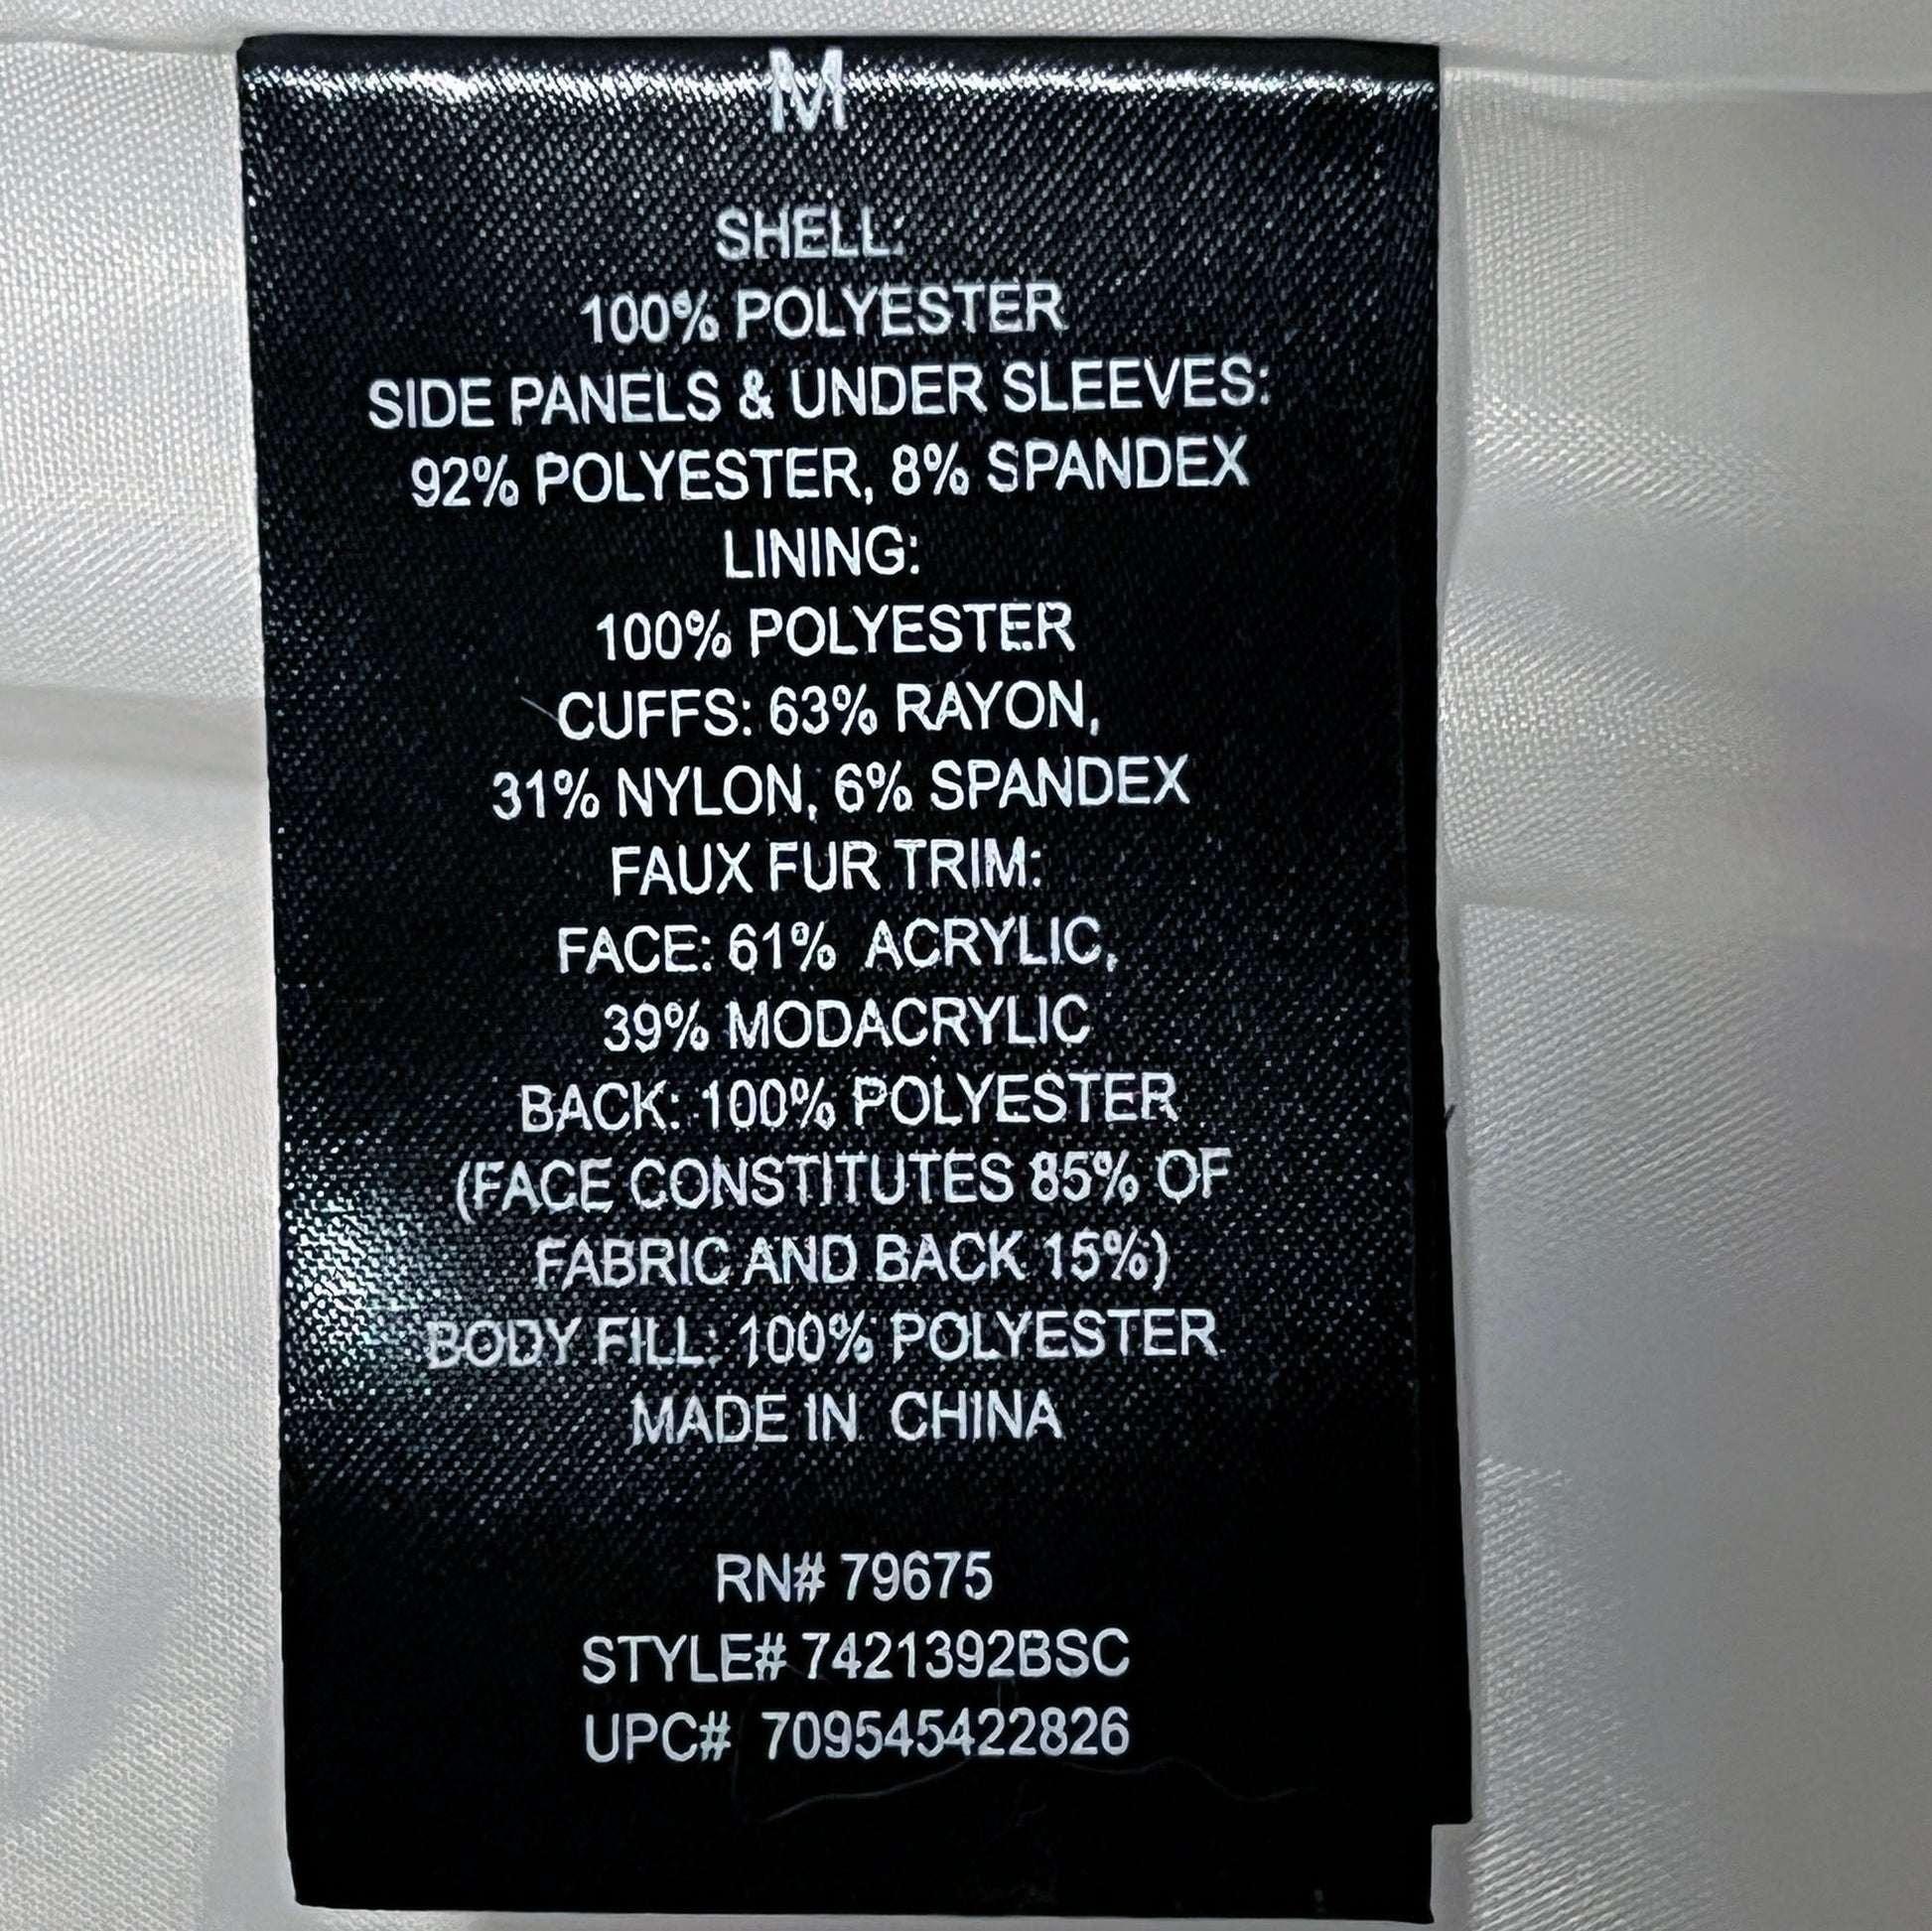 M
SHELL:
100% POLYESTER
SIDE PANELS & UNDER SLEEVES:
92% POLYESTER, 8% SPANDEX
LINING:
100% POLYESTER
CUFFS: 63% RAYON,
31% NYLON, 6% SPANDEX
FAUX FUR TRIM:
FACE: 61% ACRYLIC,
39% MODACRYLIC
BACK: 100% POLYESTER
(FACE CONSTITUTES 85% OF
FABRIC AND BACK 15%)
BODY FILL: 100% POLYESTER
MADE IN CHINA
RN# 79675
STYLE# 7421392BSC
UPC# 709545422826